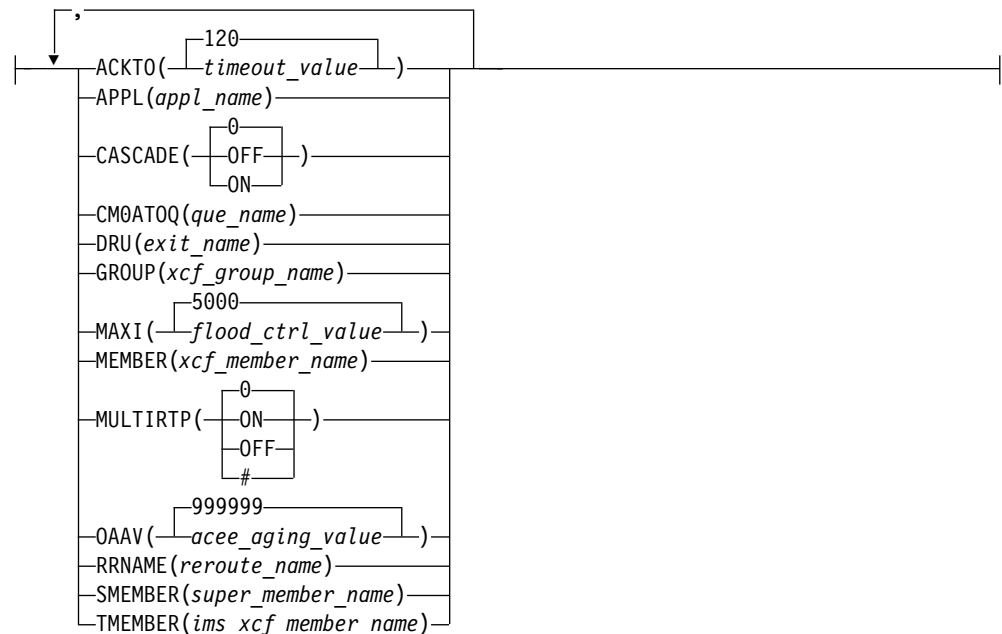 ,
120
ACKTO(timeout_value)
APPL(appl_name)
0
CASCADE(OFF)
ON
CM0ATOQ(que_name)
DRU(exit_name)
GROUP(xcf_group_name)
5000
MAXI(flood_ctrl_value)
MEMBER(xcf_member_name)
0
MULTIRTP(ON)
OFF
#
999999
OAAV(acee_aging_value)
RRNAME(reroute_name)
SMEMBER(super_member_name)
TMEMBER(ims_xcf_member_name)